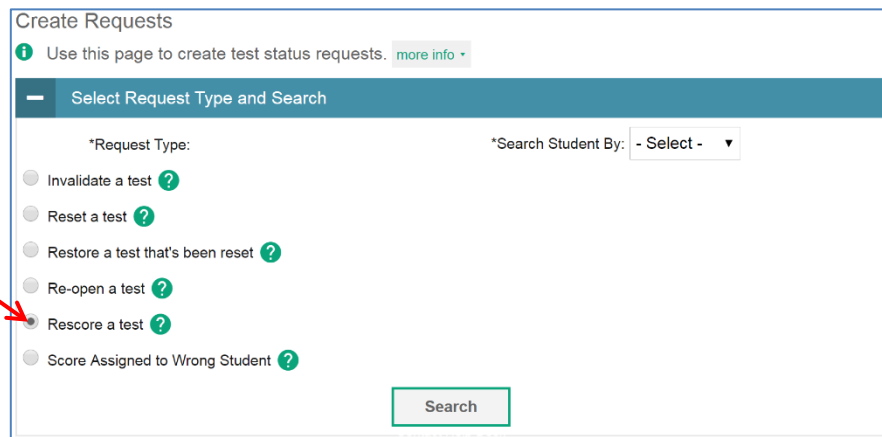 Create Requests
Use this page to create test status requests. more info
Select Request Type and Search
*Request Type: *Search Student By: - Select -
Invalidate a test ?
Reset a test ?
Restore a test that's been reset ?
Re-open a test ?
Rescore a test ?
Score Assigned to Wrong Student ?
Search